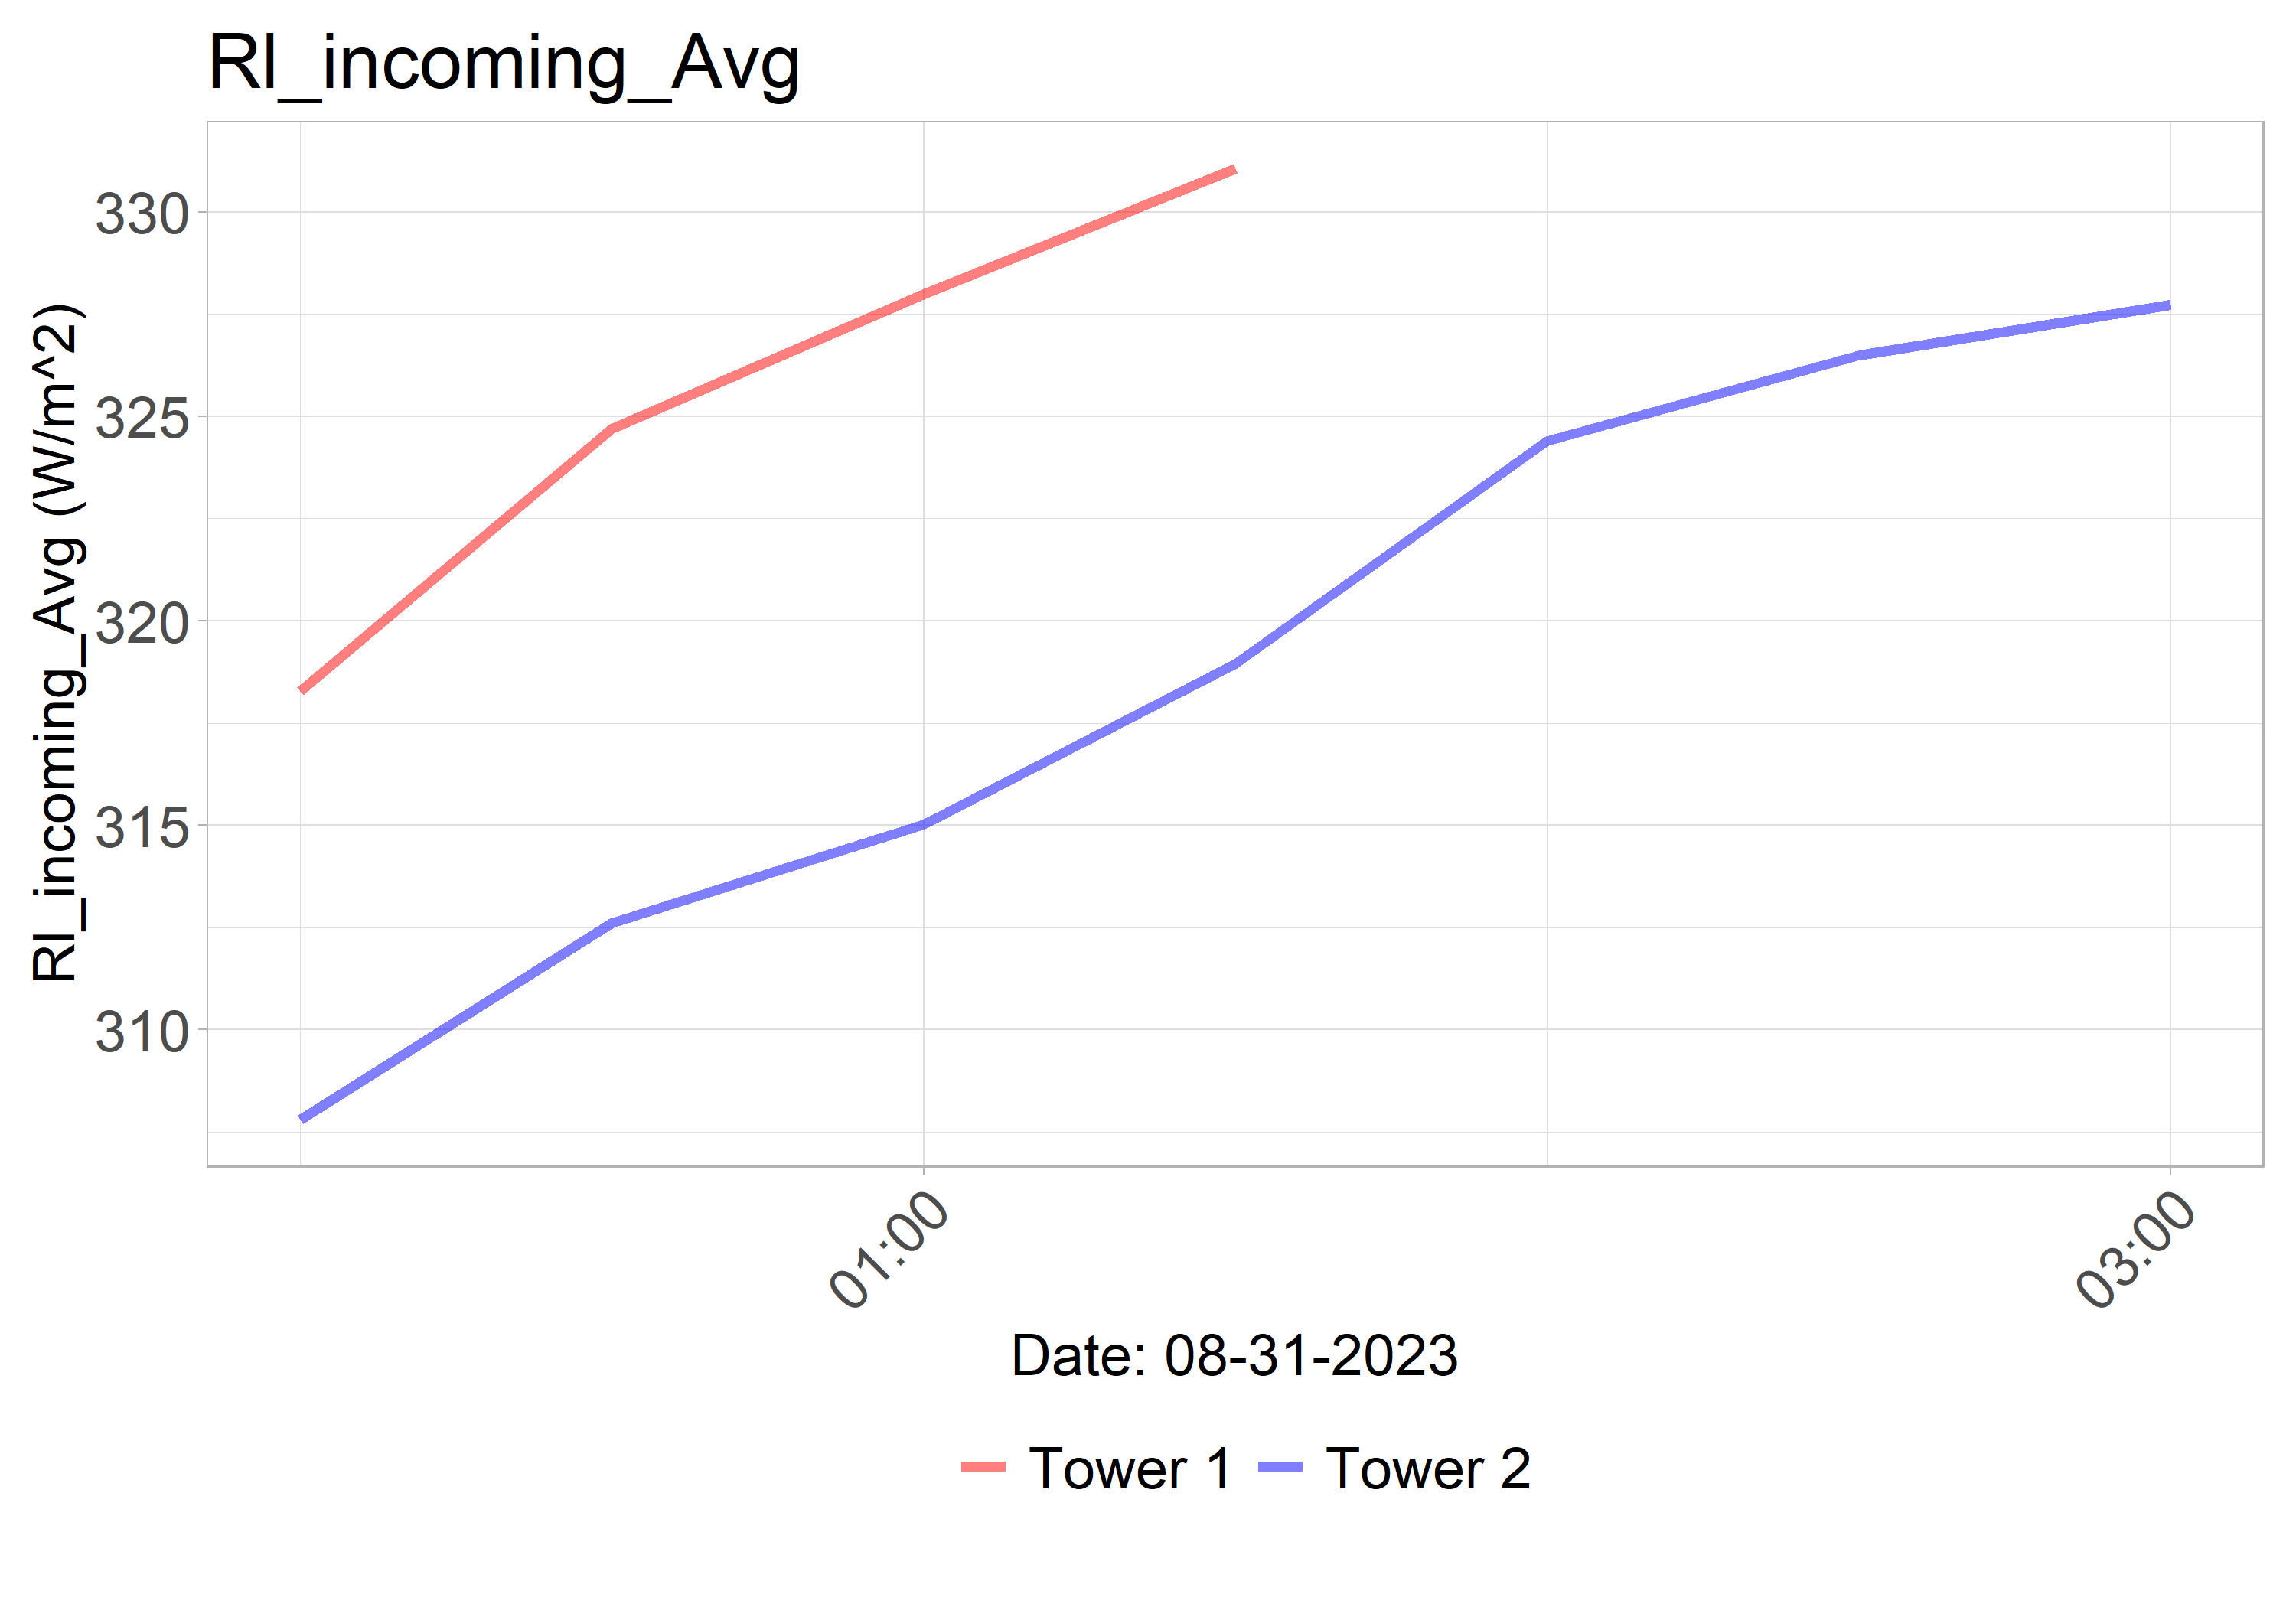 Rl_incoming_Avg
Rl_incoming_Avg (W/m^2)
330
325
320
315
310
01:00
03:00
Date: 08-31-2023
Tower 1
Tower 2